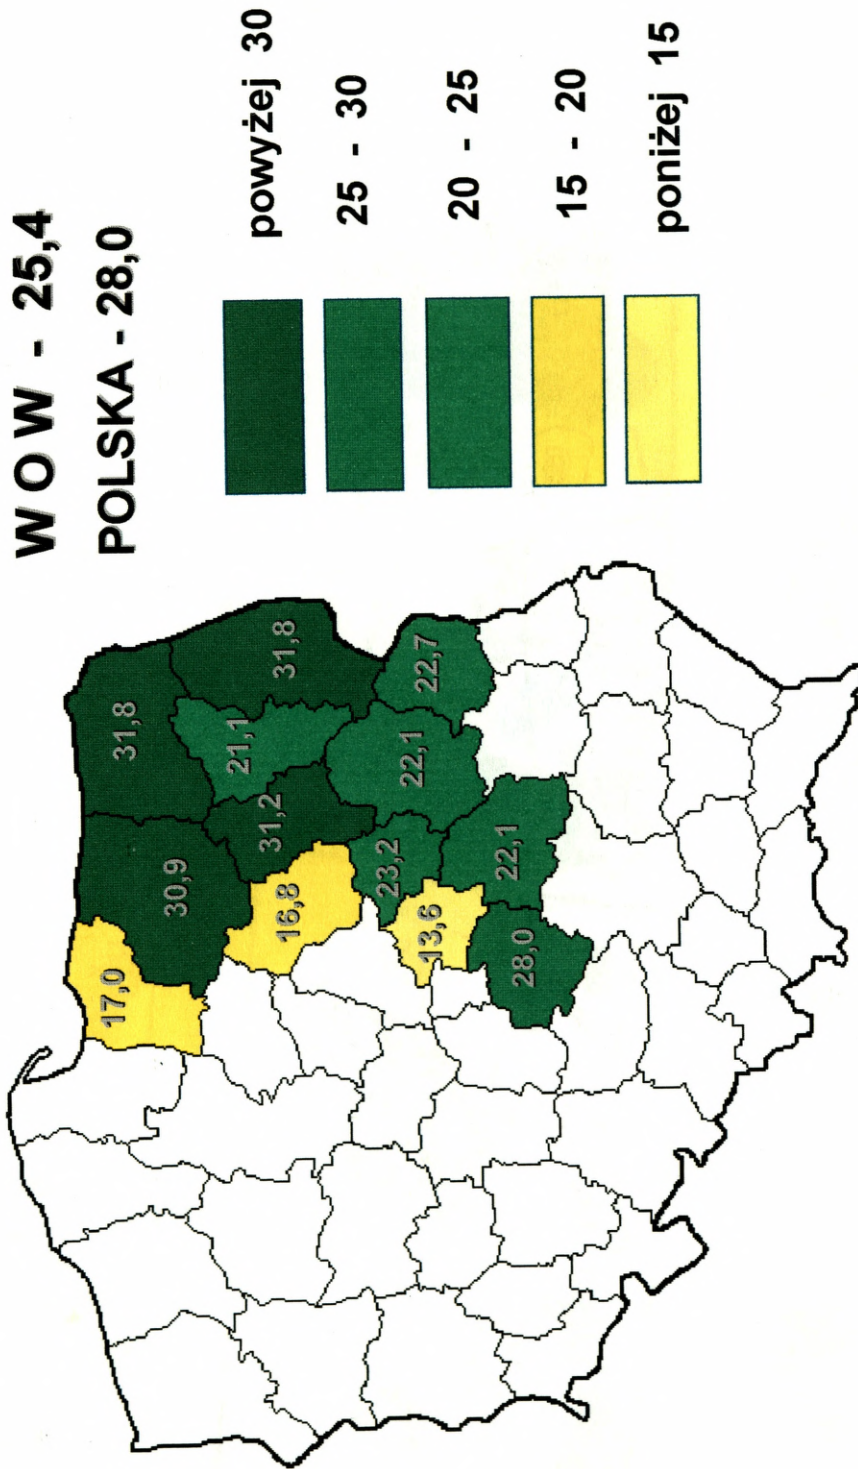 W O W - 25,4
POLSKA - 28,0
powyżej 30
25 - 30
20 - 25
15 - 20
poniżej 15
17,0
30,9
31,8
16,8
31,2
21,1
31,8
13,6
23,2
22,1
22,7
28,0
22,1